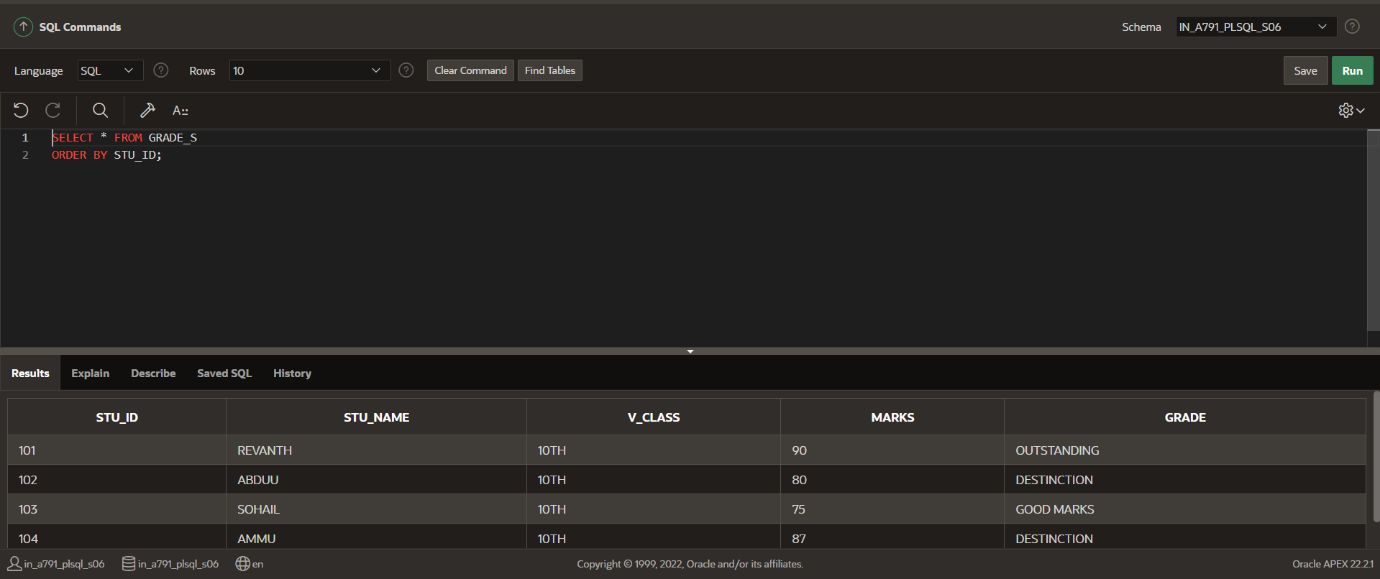 SQL Commands Schema IN_A791_PLSQL_S06
Language SQL Rows 10 Clear Command Find Tables Save Run
1 SELECT * FROM GRADE_S
2 ORDER BY STU_ID;
Results Explain Describe Saved SQL History
STU_ID STU_NAME V_CLASS MARKS GRADE
101 REVANTH 10TH 90 OUTSTANDING
102 ABDUU 10TH 80 DESTINCTION
103 SOHAIL 10TH 75 GOOD MARKS
104 AMMU 10TH 87 DESTINCTION
in_a791_plsql_s06 in_a791_plsql_s06 en Copyright © 1999, 2022, Oracle and/or its affiliates. Oracle APEX 22.2.1